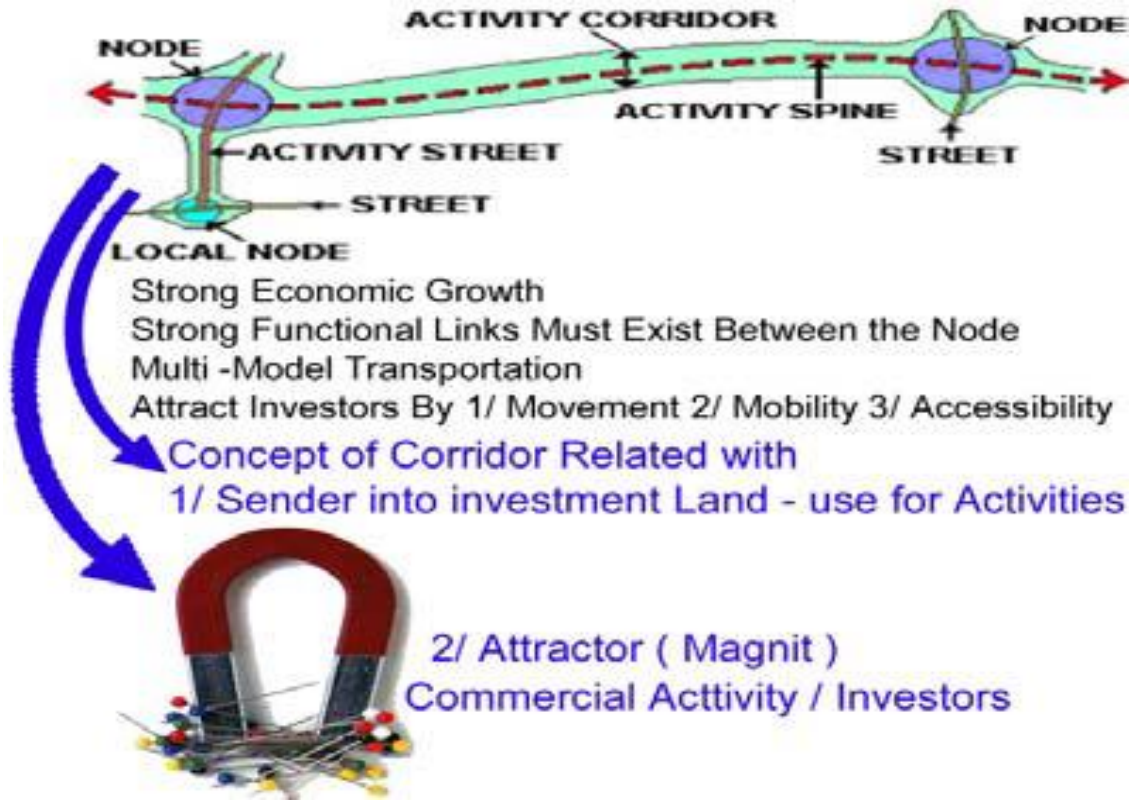 ACTIVITY CORRIDOR
NODE
NODE
ACTIVITY SPINE
ACTIVITY STREET
STREET
STREET
LOCAL NODE
Strong Economic Growth
Strong Functional Links Must Exist Between the Node
Multi -Model Transportation
Attract Investors By 1/ Movement 2/ Mobility 3/ Accessibility
Concept of Corridor Related with
1/ Sender into investment Land - use for Activities
2/ Attractor ( Magnit )
Commercial Acttivity / Investors